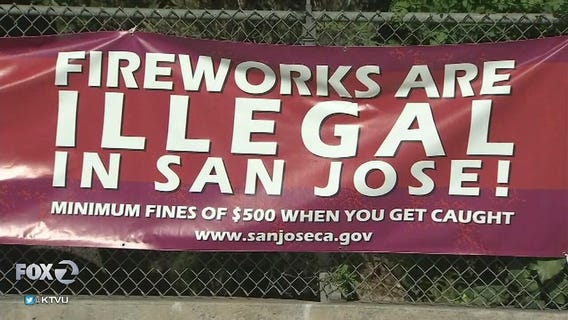 FIREWORKS ARE
ILLEGAL
IN SAN JOSE!
MINIMUM FINES OF $500 WHEN YOU GET CAUGHT
www.sanjoseca.gov
FOX 2
KTVU